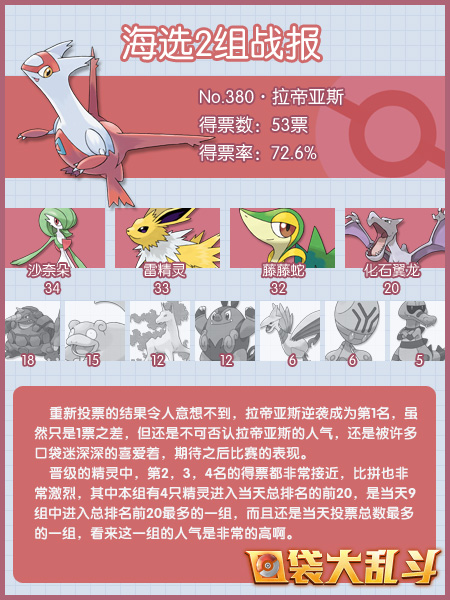 海选2组战报
No.380·拉帝亚斯
得票数：53票
得票率：72.6%
沙奈朵
34
雷精灵
33
藤藤蛇
32
化石翼龙
20
18
15
12
12
6
6
5
重新投票的结果令人意想不到，拉帝亚斯逆袭成为第1名，虽
然只是1票之差，但还是不可否认拉帝亚斯的人气，还是被许多
口袋迷深深的喜爱着，期待之后比赛的表现。
晋级的精灵中，第2，3，4名的得票都非常接近，比拼也非
常激烈，其中本组有4只精灵进入当天总排名的前20，是当天9
组中进入总排名前20最多的一组，而且还是当天投票总数最多
的一组，看来这一组的人气是非常的高啊。
口袋大乱斗